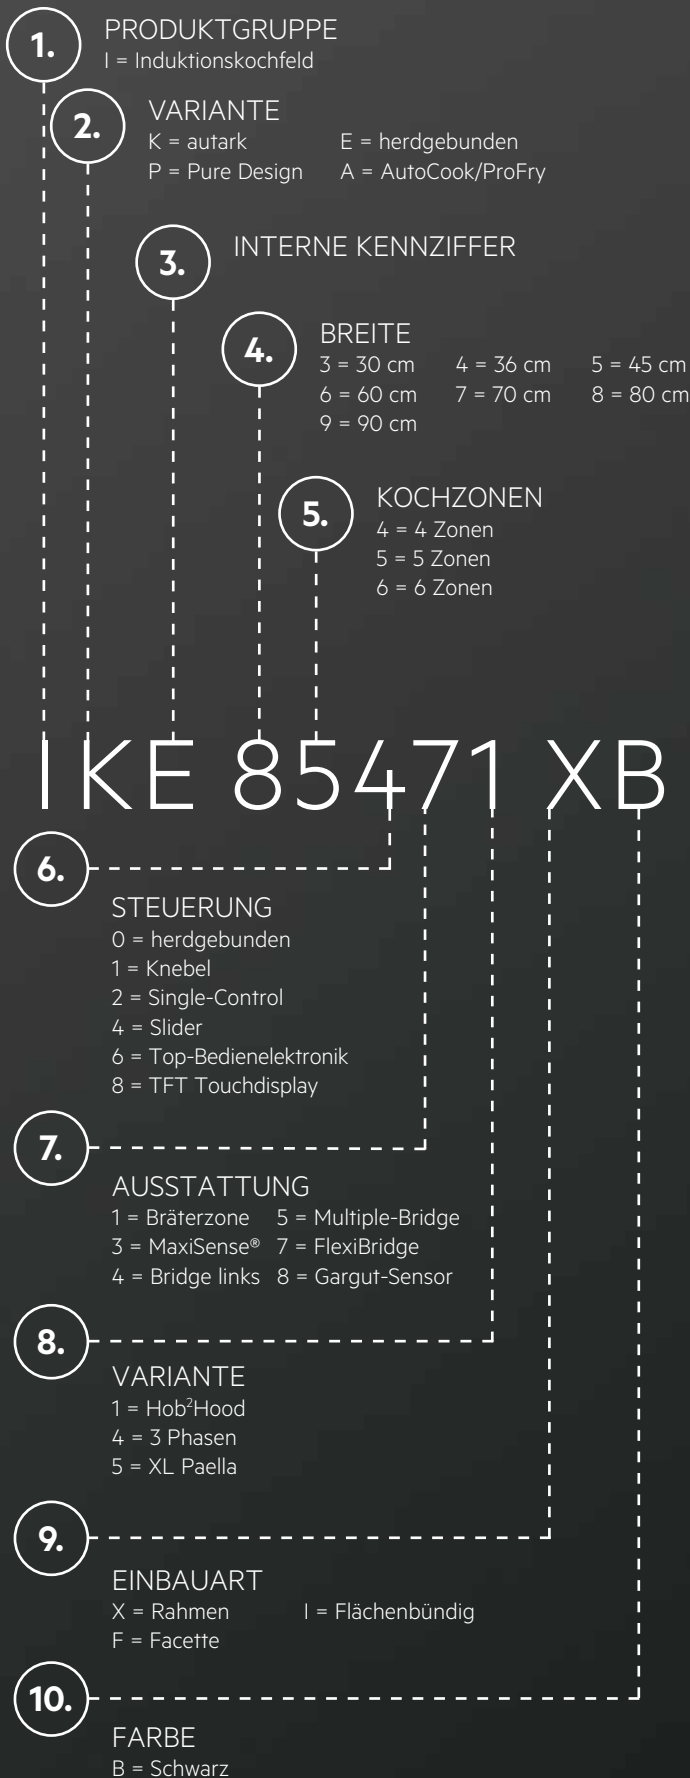 1.
PRODUKTGRUPPE
I = Induktionskochfeld
2.
VARIANTE
K = autark E = herdgebunden
P = Pure Design A = AutoCook/ProFry
3.
INTERNE KENNZIFFER
4.
BREITE
3 = 30 cm 4 = 36 cm 5 = 45 cm
6 = 60 cm 7 = 70 cm 8 = 80 cm
9 = 90 cm
5.
KOCHZONEN
4 = 4 Zonen
5 = 5 Zonen
6 = 6 Zonen
IKE 85471 XB
6.
STEUERUNG
0 = herdgebunden
1 = Knebel
2 = Single-Control
4 = Slider
6 = Top-Bedienelektronik
8 = TFT Touchdisplay
7.
AUSSTATTUNG
1 = Bräterzone 5 = Multiple-Bridge
3 = MaxiSense® 7 = FlexiBridge
4 = Bridge links 8 = Gargut-Sensor
8.
VARIANTE
1 = Hob²Hood
4 = 3 Phasen
5 = XL Paella
9.
EINBAUART
X = Rahmen I = Flächenbündig
F = Facette
10.
FARBE
B = Schwarz